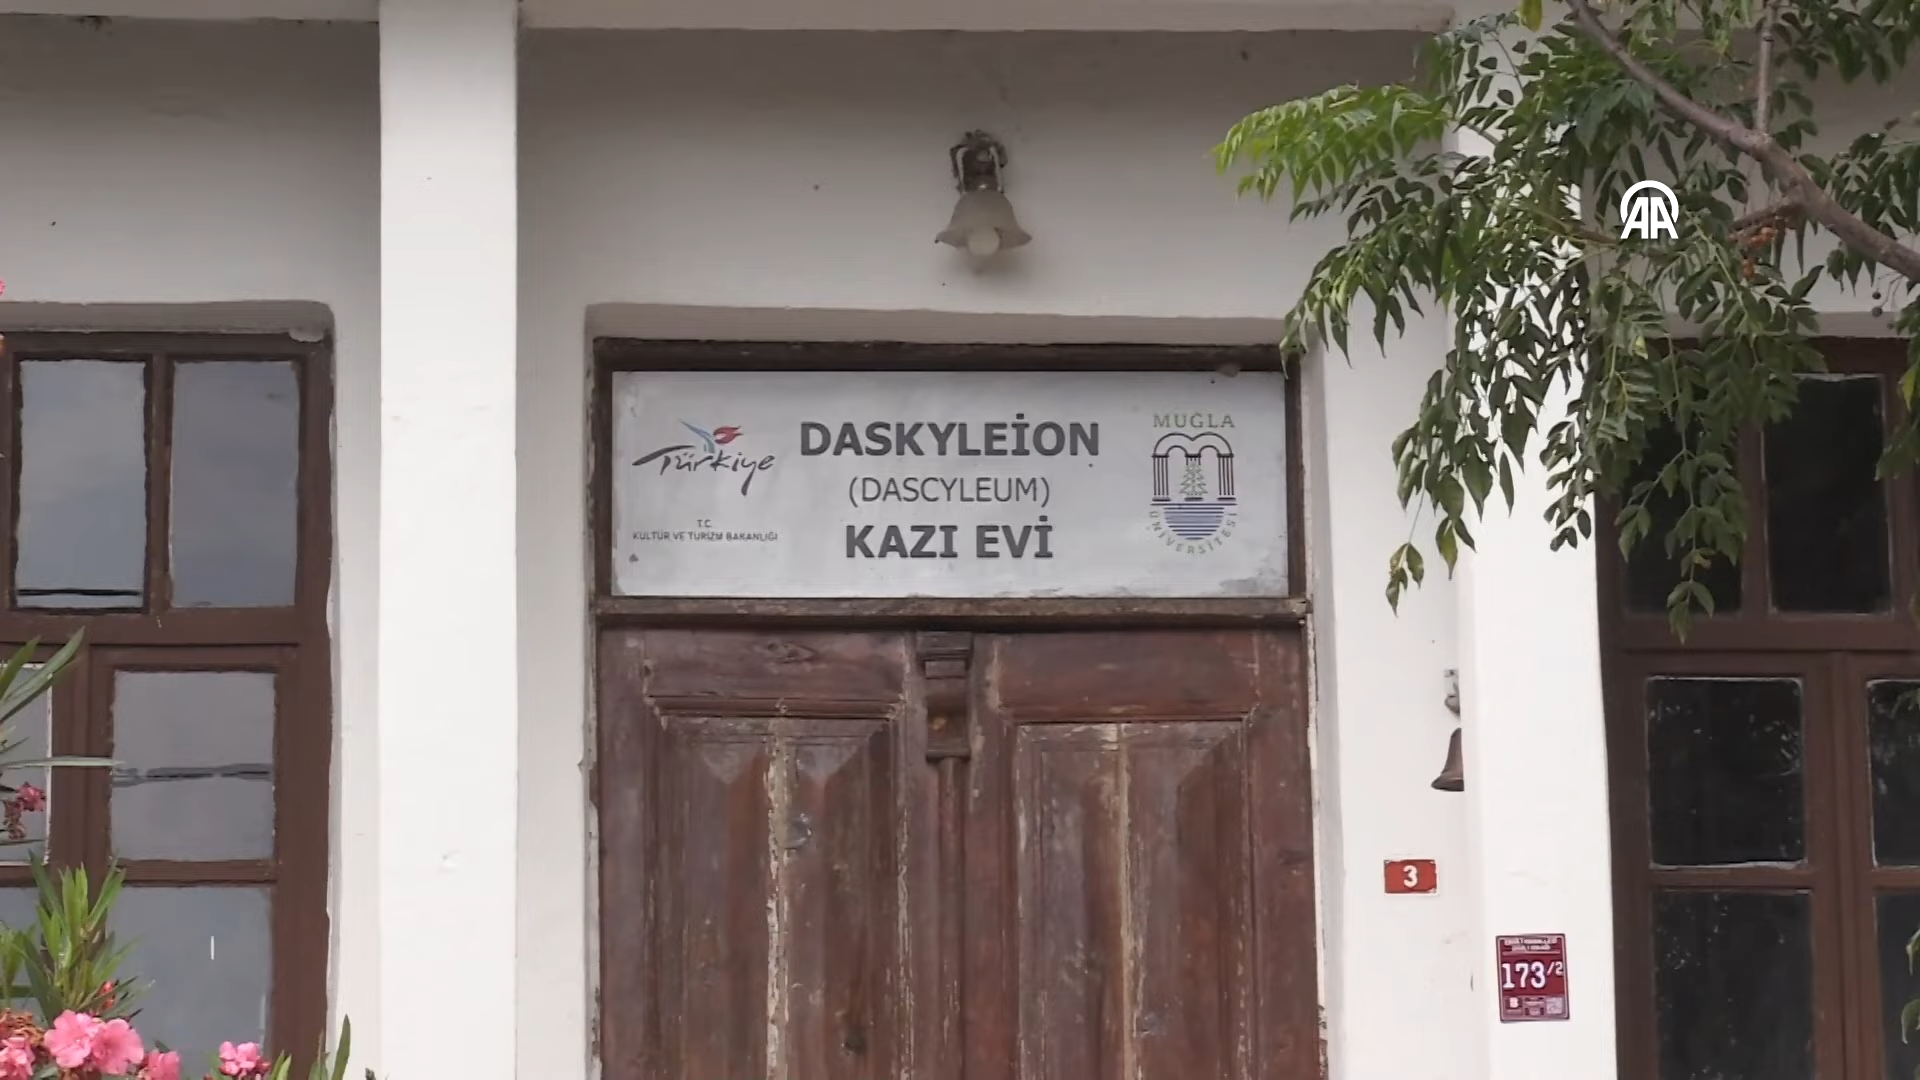 AA
Türkiye
T.C.
KÜLTÜR VE TURİZM BAKANLIĞI
DASKYLEİON
(DASCYLEUM)
KAZI EVİ
MUĞLA
ÜNİVERSİTESİ
3
173/2